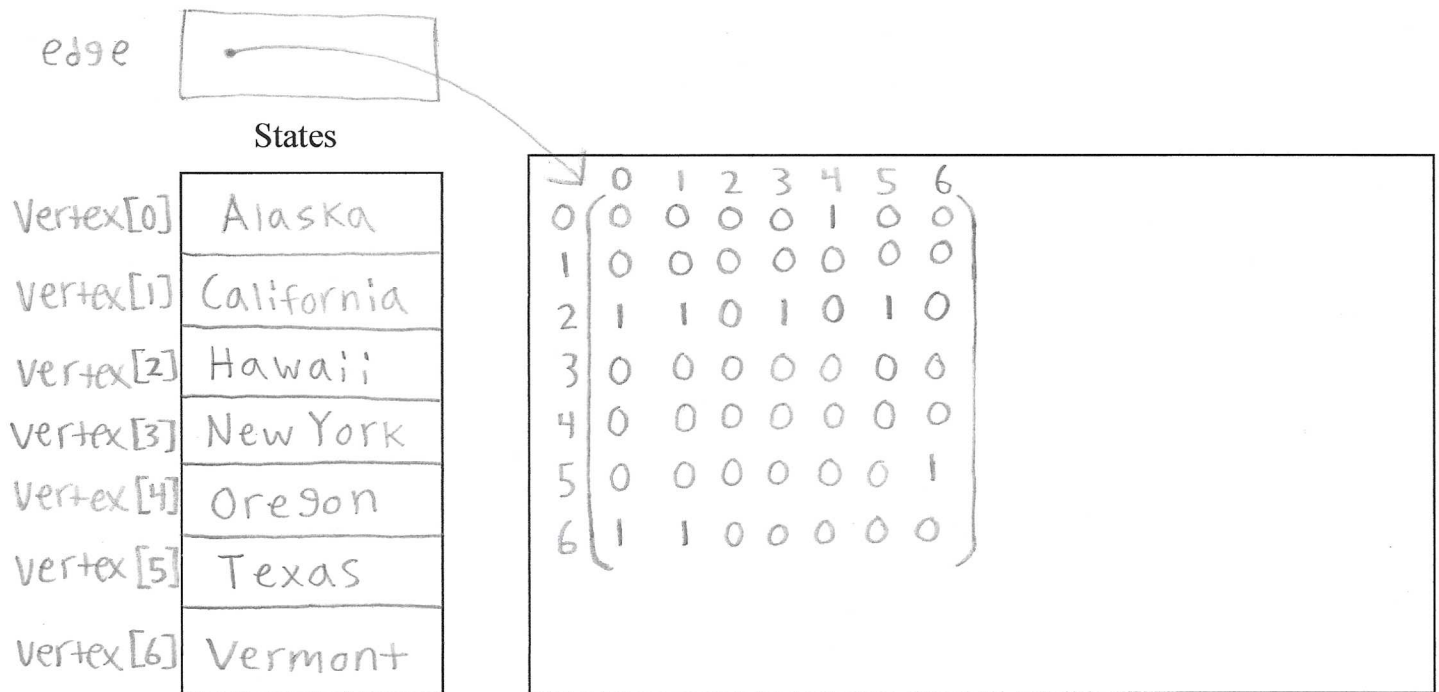 edge
States
Vertex[0] Alaska
Vertex[1] California
Vertex[2] Hawaii
Vertex[3] New York
Vertex[4] Oregon
Vertex[5] Texas
Vertex[6] Vermont
0 1 2 3 4 5 6
0 0 0 0 0 1 0 0
1 0 0 0 0 0 0 0
2 1 1 0 1 0 1 0
3 0 0 0 0 0 0 0
4 0 0 0 0 0 0 0
5 0 0 0 0 0 0 1
6 1 1 0 0 0 0 0